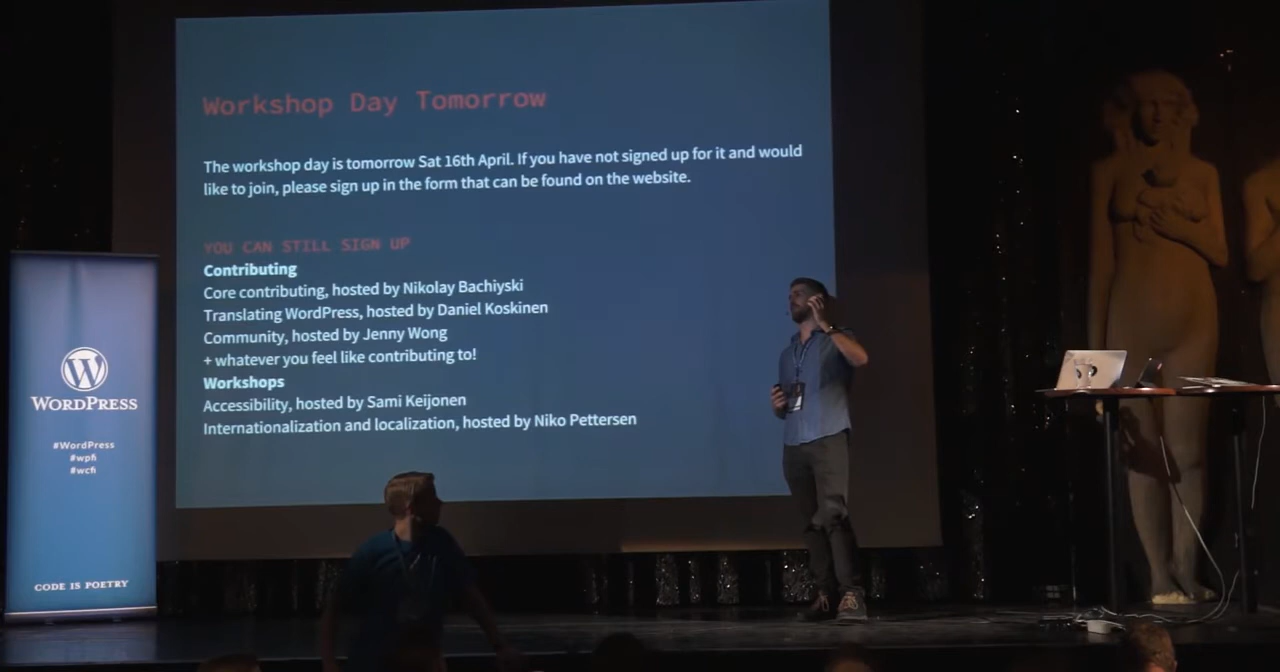 Workshop Day Tomorrow
The workshop day is tomorrow Sat 16th April. If you have not signed up for it and would
like to join, please sign up in the form that can be found on the website.
YOU CAN STILL SIGN UP
Contributing
Core contributing, hosted by Nikolay Bachiyski
Translating WordPress, hosted by Daniel Koskinen
Community, hosted by Jenny Wong
+ whatever you feel like contributing to!
Workshops
Accessibility, hosted by Sami Keijonen
Internationalization and localization, hosted by Niko Pettersen
W
WORDPRESS
#WordPress
#wpfi
#wcfi
CODE IS POETRY